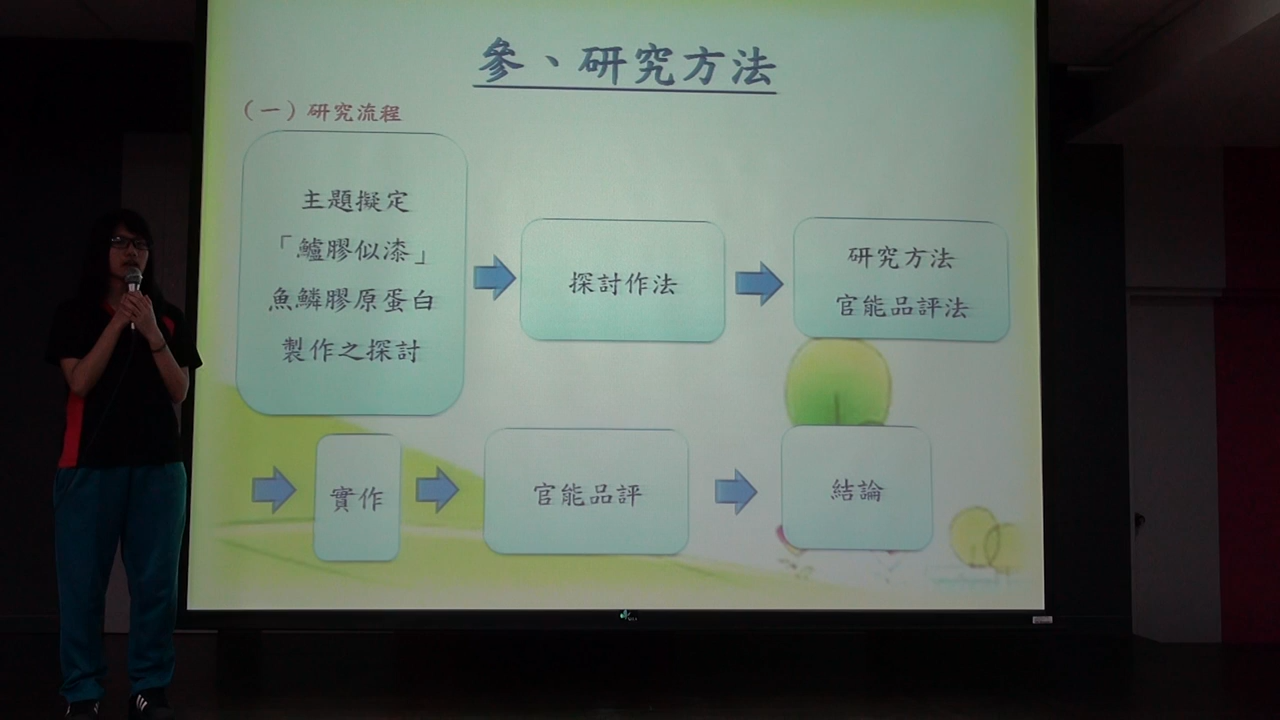 參、研究方法
（一）研究流程
主題擬定
「鱸膠似漆」
魚鱗膠原蛋白
製作之探討
探討作法
研究方法
官能品評法
實作
官能品評
結論